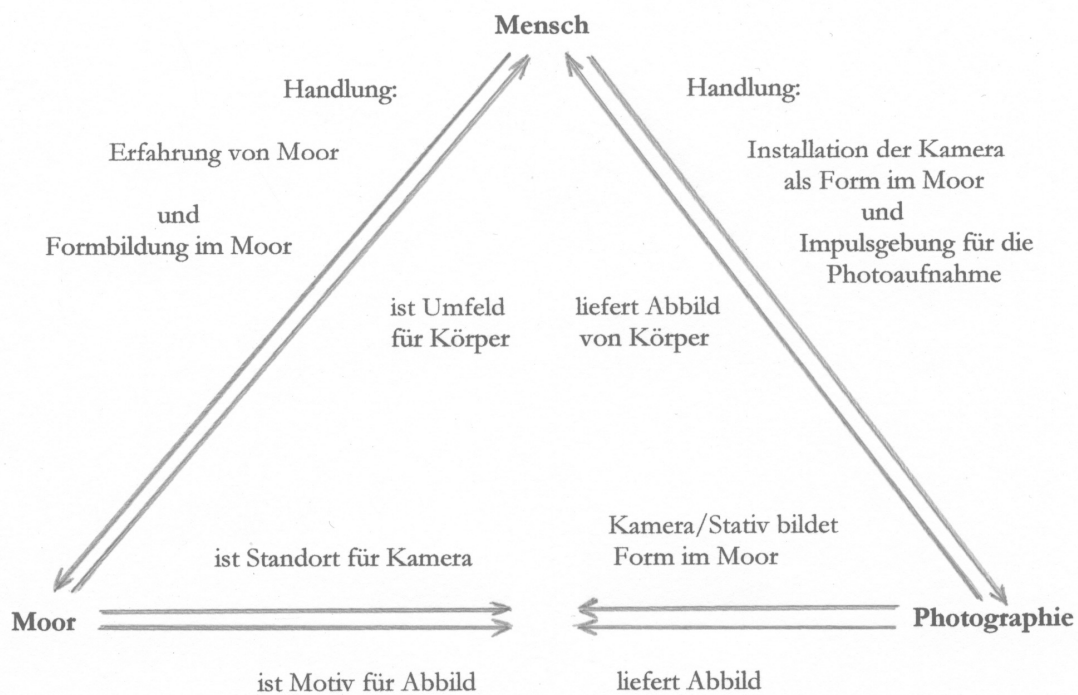 Mensch
Handlung:
Erfahrung von Moor
und
Formbildung im Moor
Handlung:
Installation der Kamera
als Form im Moor
und
Impulsgebung für die
Photoaufnahme
ist Umfeld
für Körper
liefert Abbild
von Körper
ist Standort für Kamera
Kamera/Stativ bildet
Form im Moor
Moor
Photographie
ist Motiv für Abbild
liefert Abbild